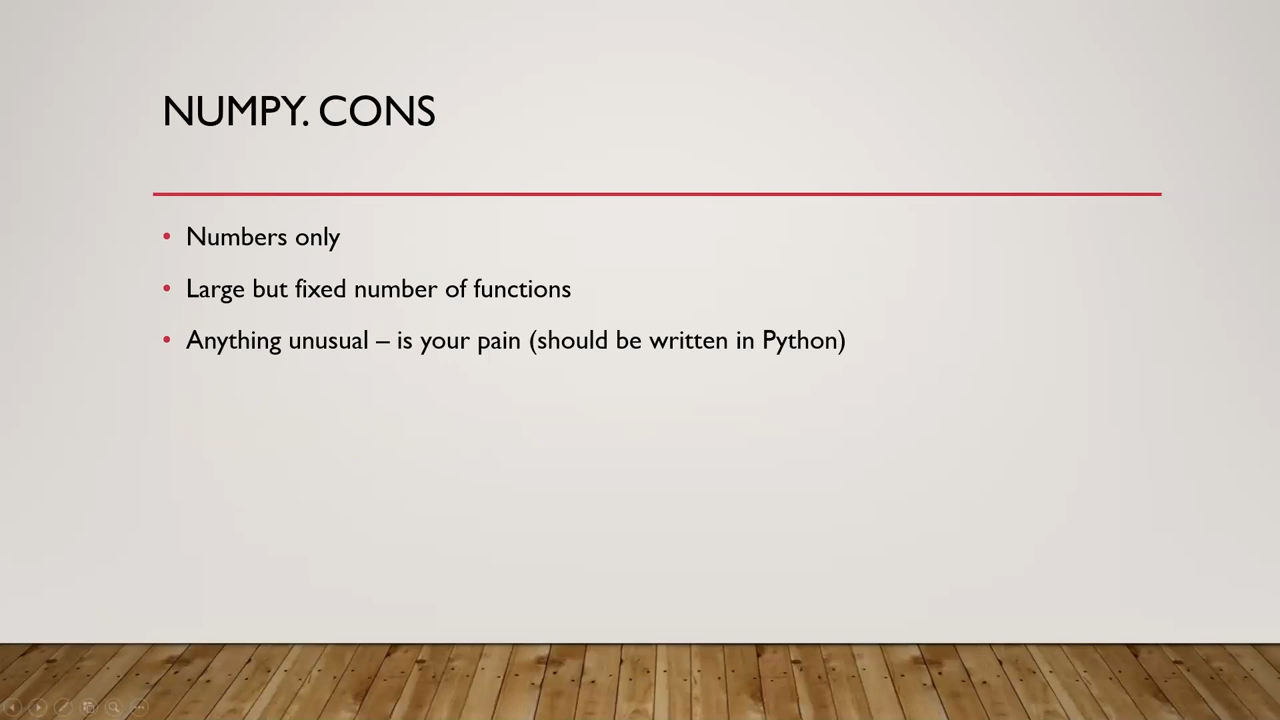 NUMPY. CONS
• Numbers only
• Large but fixed number of functions
• Anything unusual – is your pain (should be written in Python)